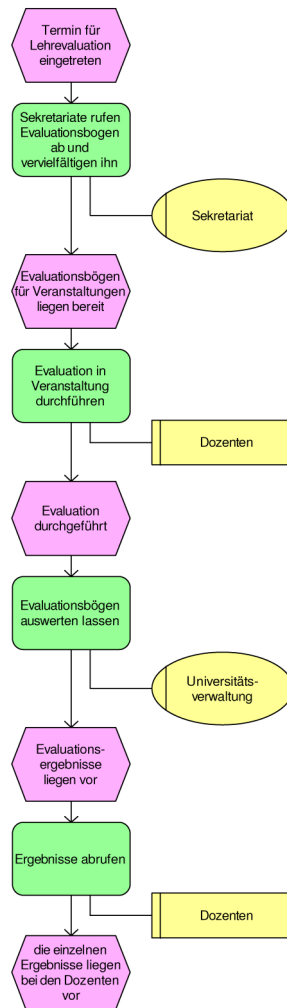 Termin für
Lehrevaluation
eingetreten
Sekretariate rufen
Evaluationsbogen
ab und
vervielfältigen ihn
Sekretariat
Evaluationsbögen
für Veranstaltungen
liegen bereit
Evaluation in
Veranstaltung
durchführen
Dozenten
Evaluation
durchgeführt
Evaluationsbögen
auswerten lassen
Universitäts-
verwaltung
Evaluations-
ergebnisse
liegen vor
Ergebnisse abrufen
Dozenten
die einzelnen
Ergebnisse liegen
bei den Dozenten
vor